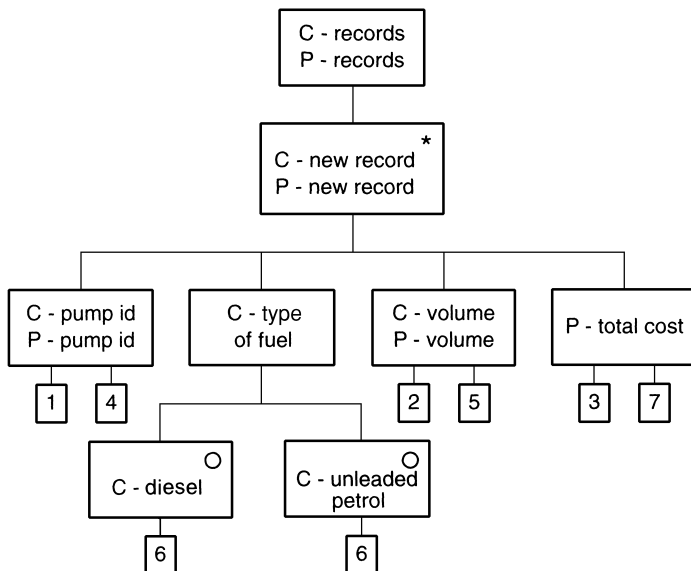 C - records
P - records
*
C - new record
P - new record
C - pump id
P - pump id
C - type
of fuel
C - volume
P - volume
P - total cost
1
4
2
5
3
7
C - diesel
C - unleaded
petrol
6
6